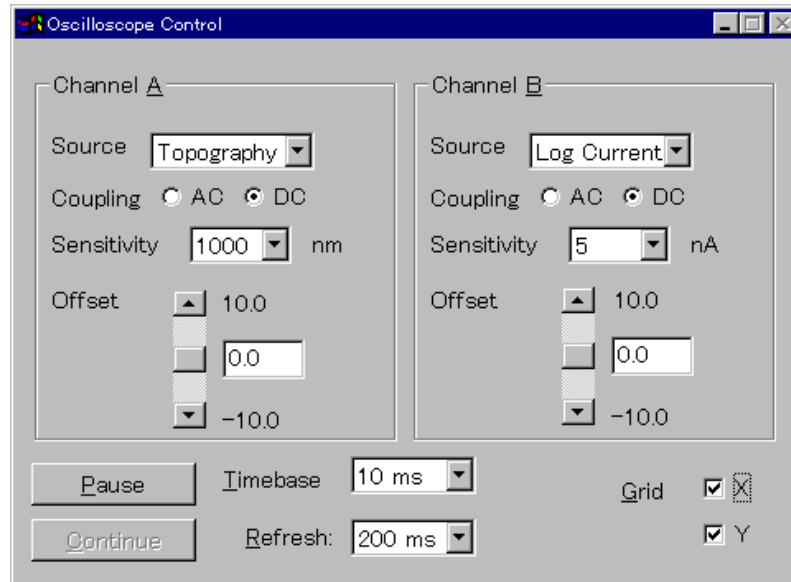 Oscilloscope Control
Channel A
Source Topography
Coupling AC DC
Sensitivity 1000 nm
Offset 10.0
0.0
-10.0
Channel B
Source Log Current
Coupling AC DC
Sensitivity 5 nA
Offset 10.0
0.0
-10.0
Pause Timebase 10 ms Grid X
Continue Refresh: 200 ms Y